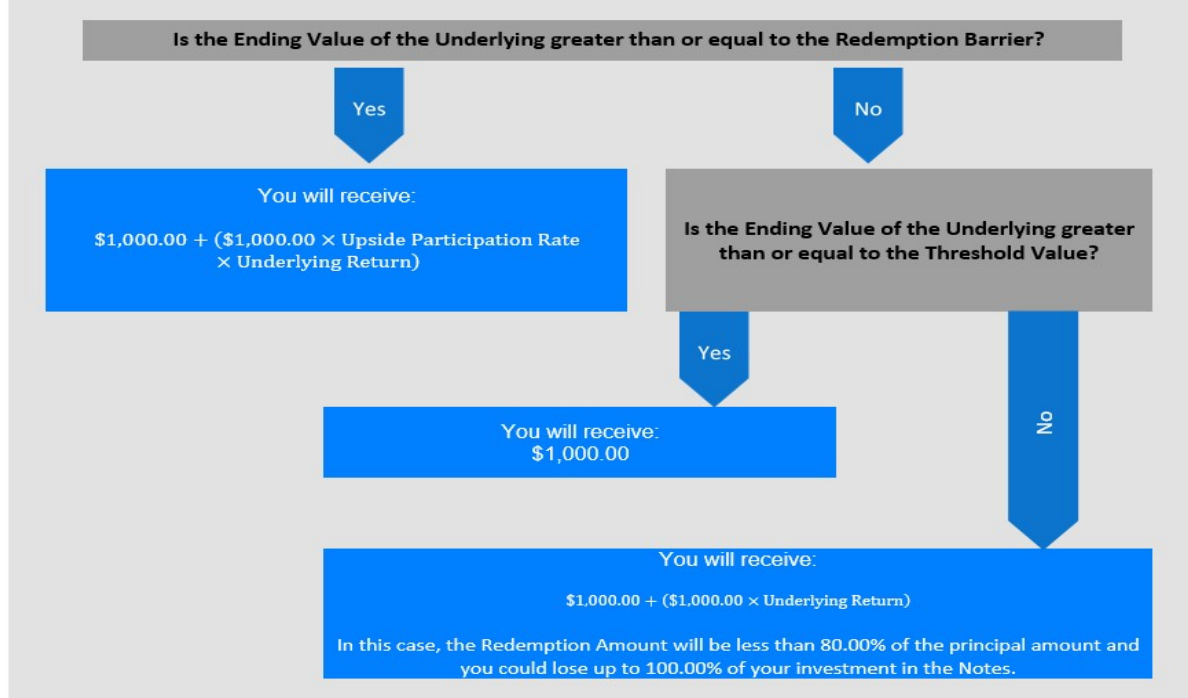 Is the Ending Value of the Underlying greater than or equal to the Redemption Barrier?
Yes
No
You will receive:
$1,000.00 + ($1,000.00 × Upside Participation Rate
× Underlying Return)
Is the Ending Value of the Underlying greater
than or equal to the Threshold Value?
Yes
No
You will receive:
$1,000.00
You will receive:
$1,000.00 + ($1,000.00 × Underlying Return)
In this case, the Redemption Amount will be less than 80.00% of the principal amount and
you could lose up to 100.00% of your investment in the Notes.